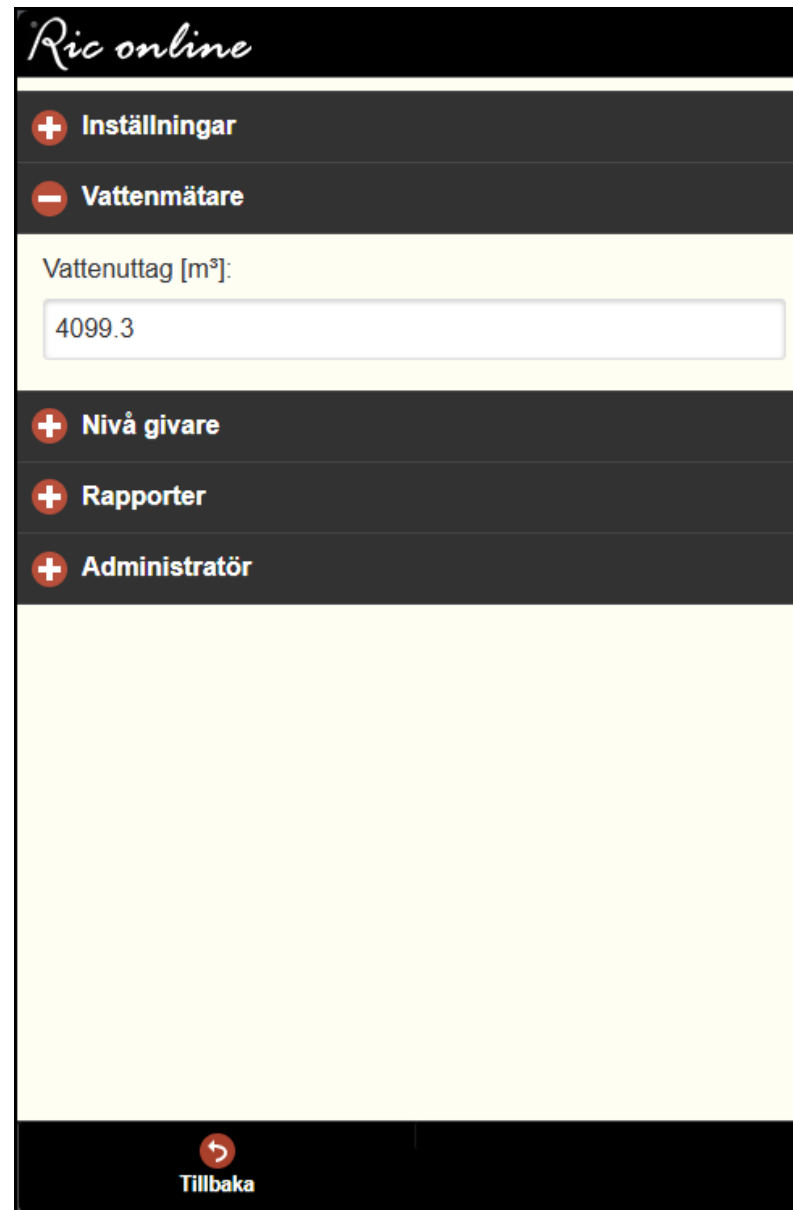 Ric online
Inställningar
Vattenmätare
Vattenuttag [m³]:
4099.3
Nivå givare
Rapporter
Administratör
Tillbaka